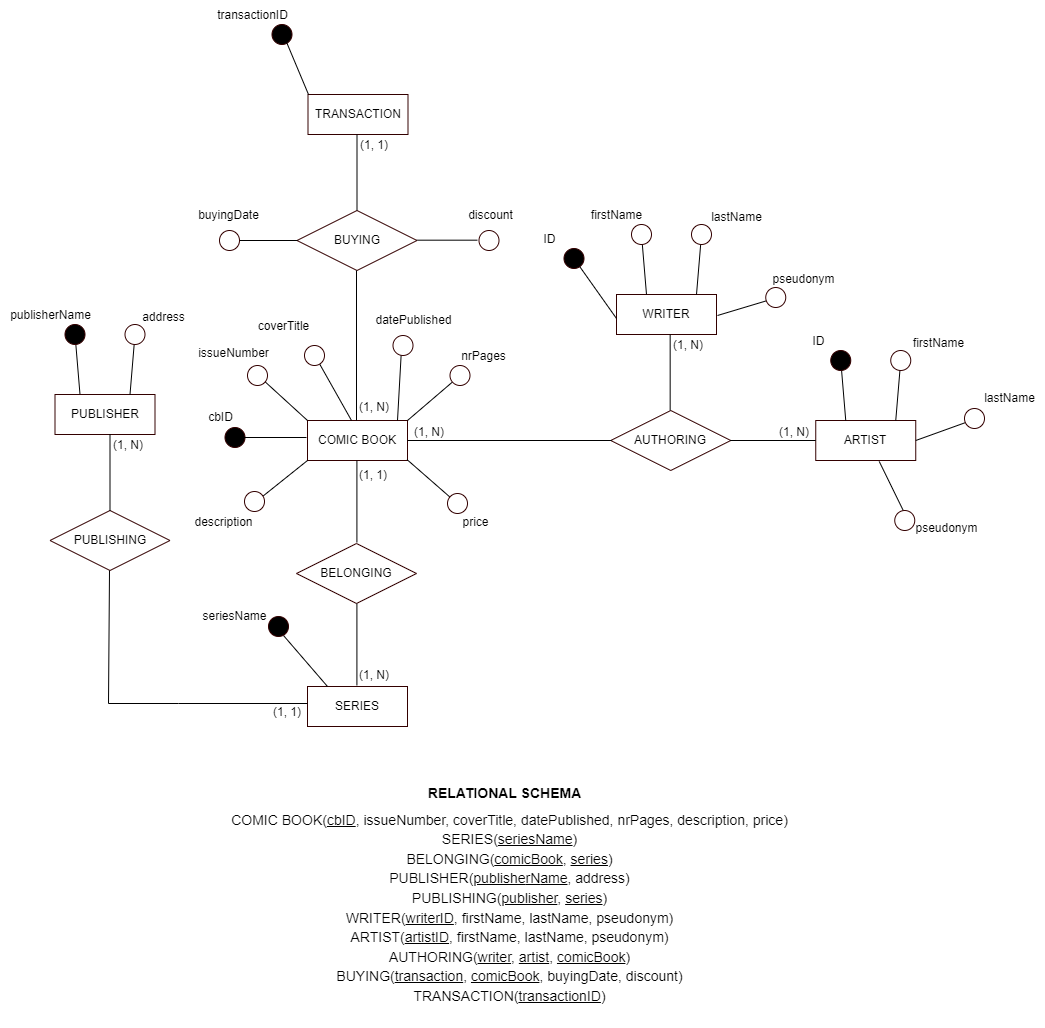 transactionID
TRANSACTION
(1, 1)
buyingDate
discount
BUYING
firstName
lastName
ID
pseudonym
WRITER
(1, N)
publisherName
address
PUBLISHER
(1, N)
coverTitle
datePublished
issueNumber
nrPages
cbID
(1, N)
COMIC BOOK
(1, N)
(1, 1)
description
price
AUTHORING
(1, N)
ID
firstName
lastName
ARTIST
pseudonym
PUBLISHING
BELONGING
seriesName
(1, N)
SERIES
(1, 1)
RELATIONAL SCHEMA
COMIC BOOK(cbID, issueNumber, coverTitle, datePublished, nrPages, description, price)
SERIES(seriesName)
BELONGING(comicBook, series)
PUBLISHER(publisherName, address)
PUBLISHING(publisher, series)
WRITER(writerID, firstName, lastName, pseudonym)
ARTIST(artistID, firstName, lastName, pseudonym)
AUTHORING(writer, artist, comicBook)
BUYING(transaction, comicBook, buyingDate, discount)
TRANSACTION(transactionID)